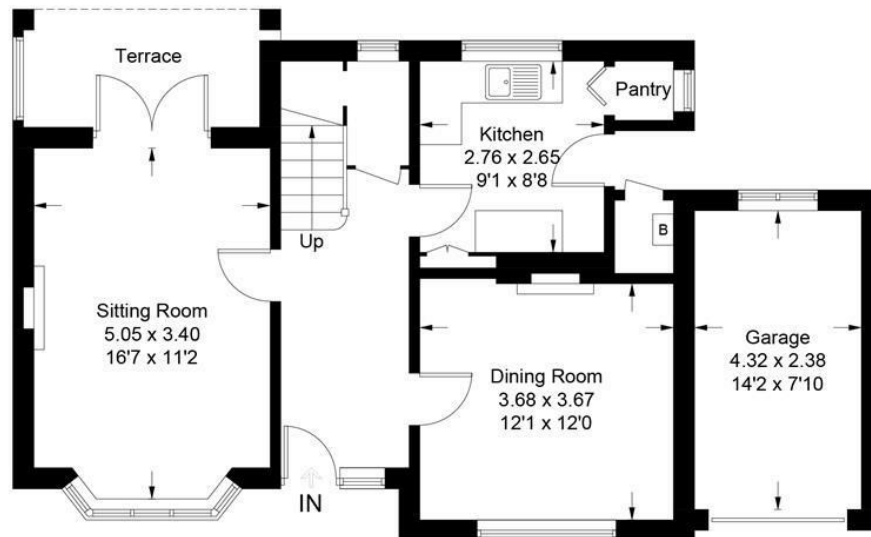 Terrace
Pantry
Kitchen
2.76 x 2.65
9'1 x 8'8
Up
B
Sitting Room
5.05 x 3.40
16'7 x 11'2
Garage
4.32 x 2.38
14'2 x 7'10
Dining Room
3.68 x 3.67
12'1 x 12'0
IN